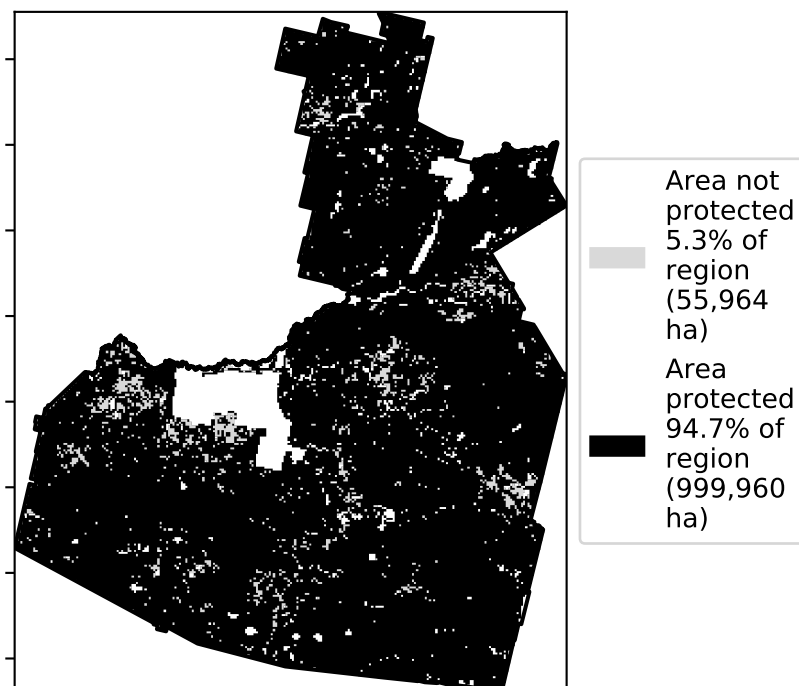 Area not
protected
5.3% of
region
(55,964
ha)
Area
protected
94.7% of
region
(999,960
ha)